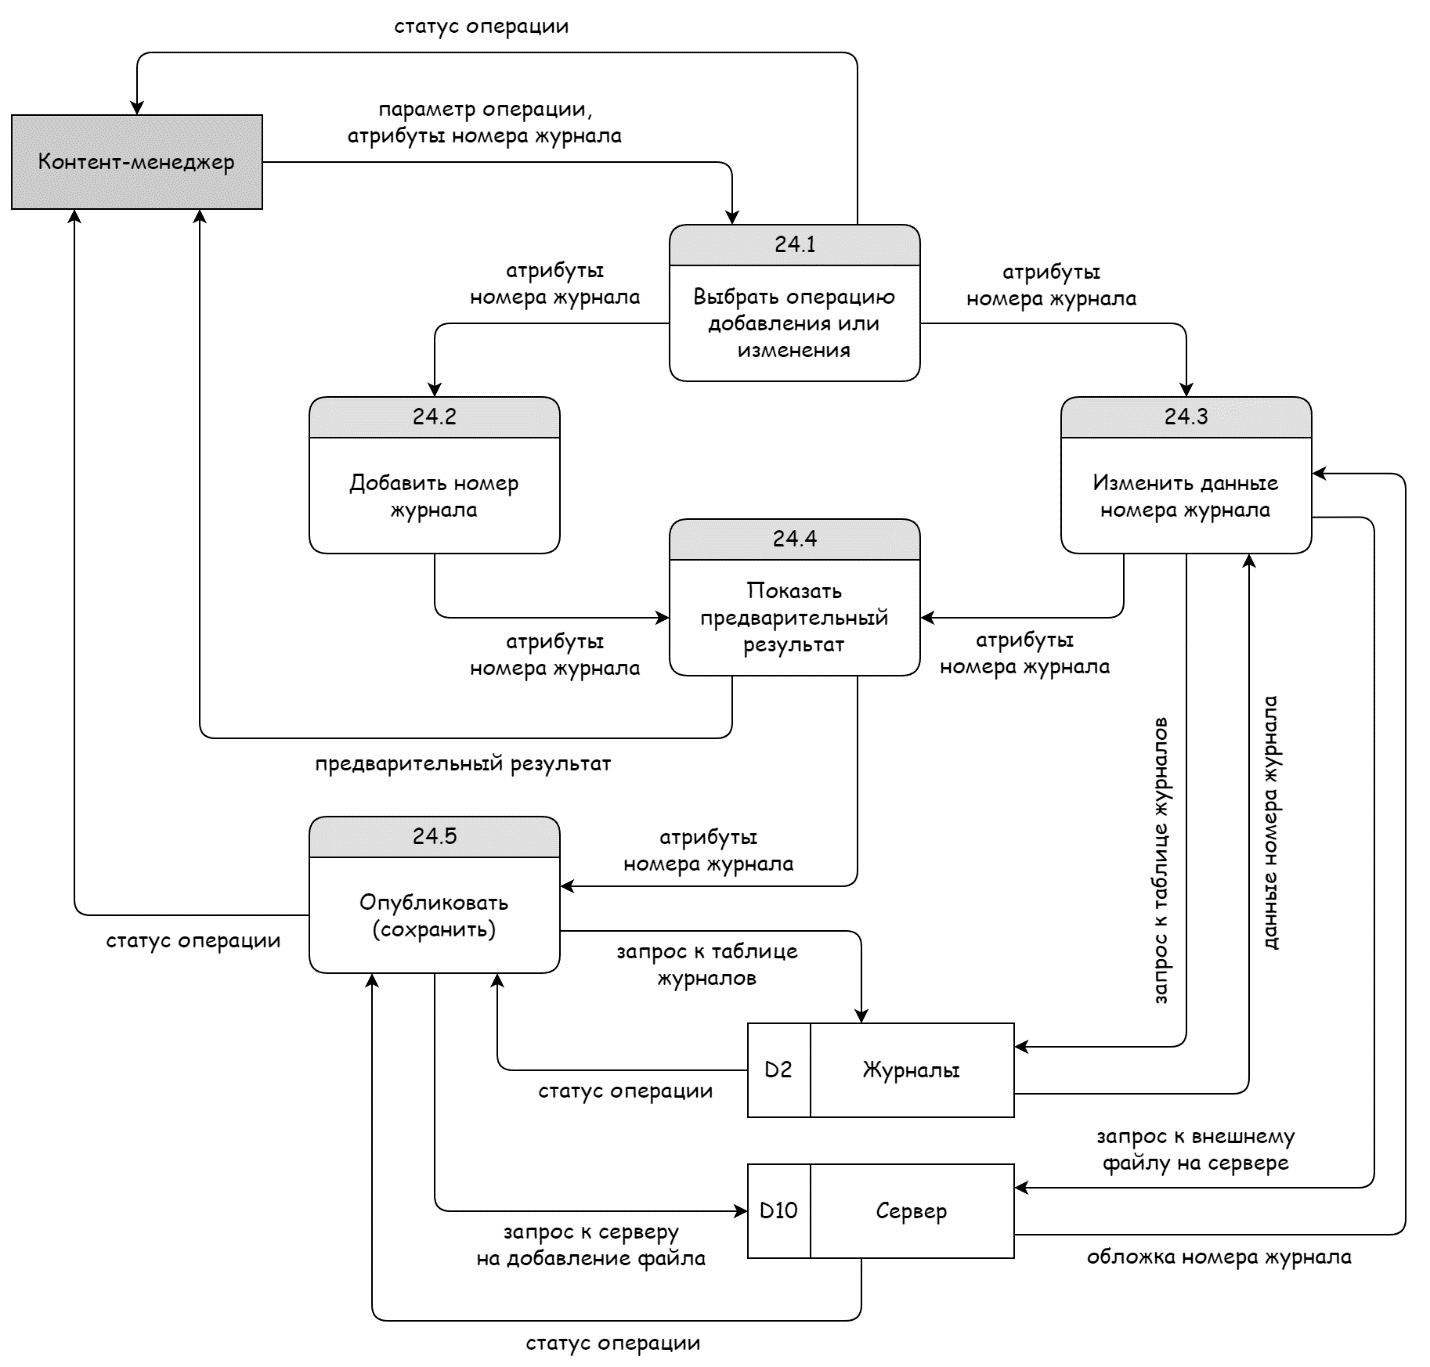 статус операции
параметр операции,
атрибуты номера журнала
Контент-менеджер
24.1
Выбрать операцию
добавления или
изменения
атрибуты
номера журнала
атрибуты
номера журнала
24.2
Добавить номер
журнала
24.3
Изменить данные
номера журнала
24.4
Показать
предварительный
результат
атрибуты
номера журнала
атрибуты
номера журнала
предварительный результат
запрос к таблице журналов
данные номера журнала
24.5
Опубликовать
(сохранить)
атрибуты
номера журнала
статус операции
запрос к таблице
журналов
D2
Журналы
статус операции
запрос к внешнему
файлу на сервере
D10
Сервер
запрос к серверу
на добавление файла
обложка номера журнала
статус операции